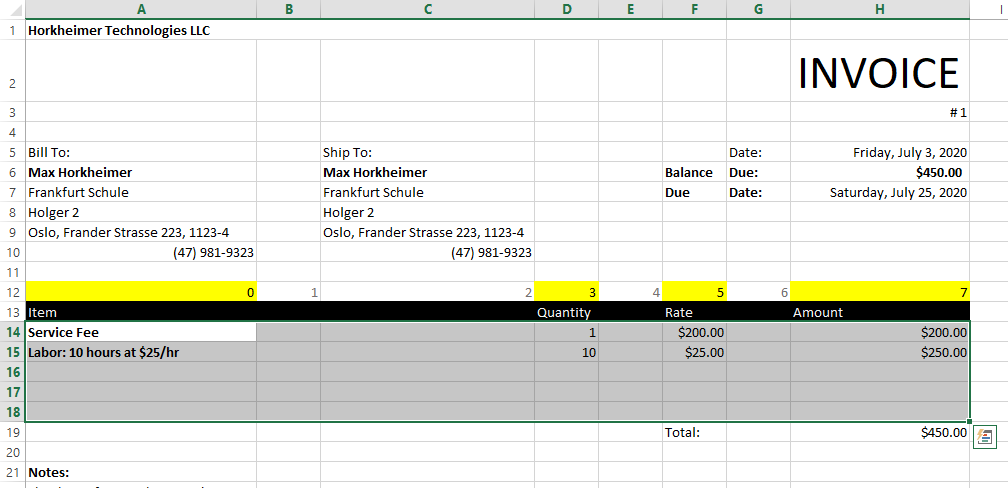 A B C D E F G H I
1 Horkheimer Technologies LLC
2 INVOICE
3 # 1
4
5 Bill To: Ship To: Date: Friday, July 3, 2020
6 Max Horkheimer Max Horkheimer Balance Due: $450.00
7 Frankfurt Schule Frankfurt Schule Due Date: Saturday, July 25, 2020
8 Holger 2 Holger 2
9 Oslo, Frander Strasse 223, 1123-4 Oslo, Frander Strasse 223, 1123-4
10 (47) 981-9323 (47) 981-9323
11
12 0 1 2 3 4 5 6 7
13 Item Quantity Rate Amount
14 Service Fee 1 $200.00 $200.00
15 Labor: 10 hours at $25/hr 10 $25.00 $250.00
16
17
18
19 Total: $450.00
20
21 Notes: